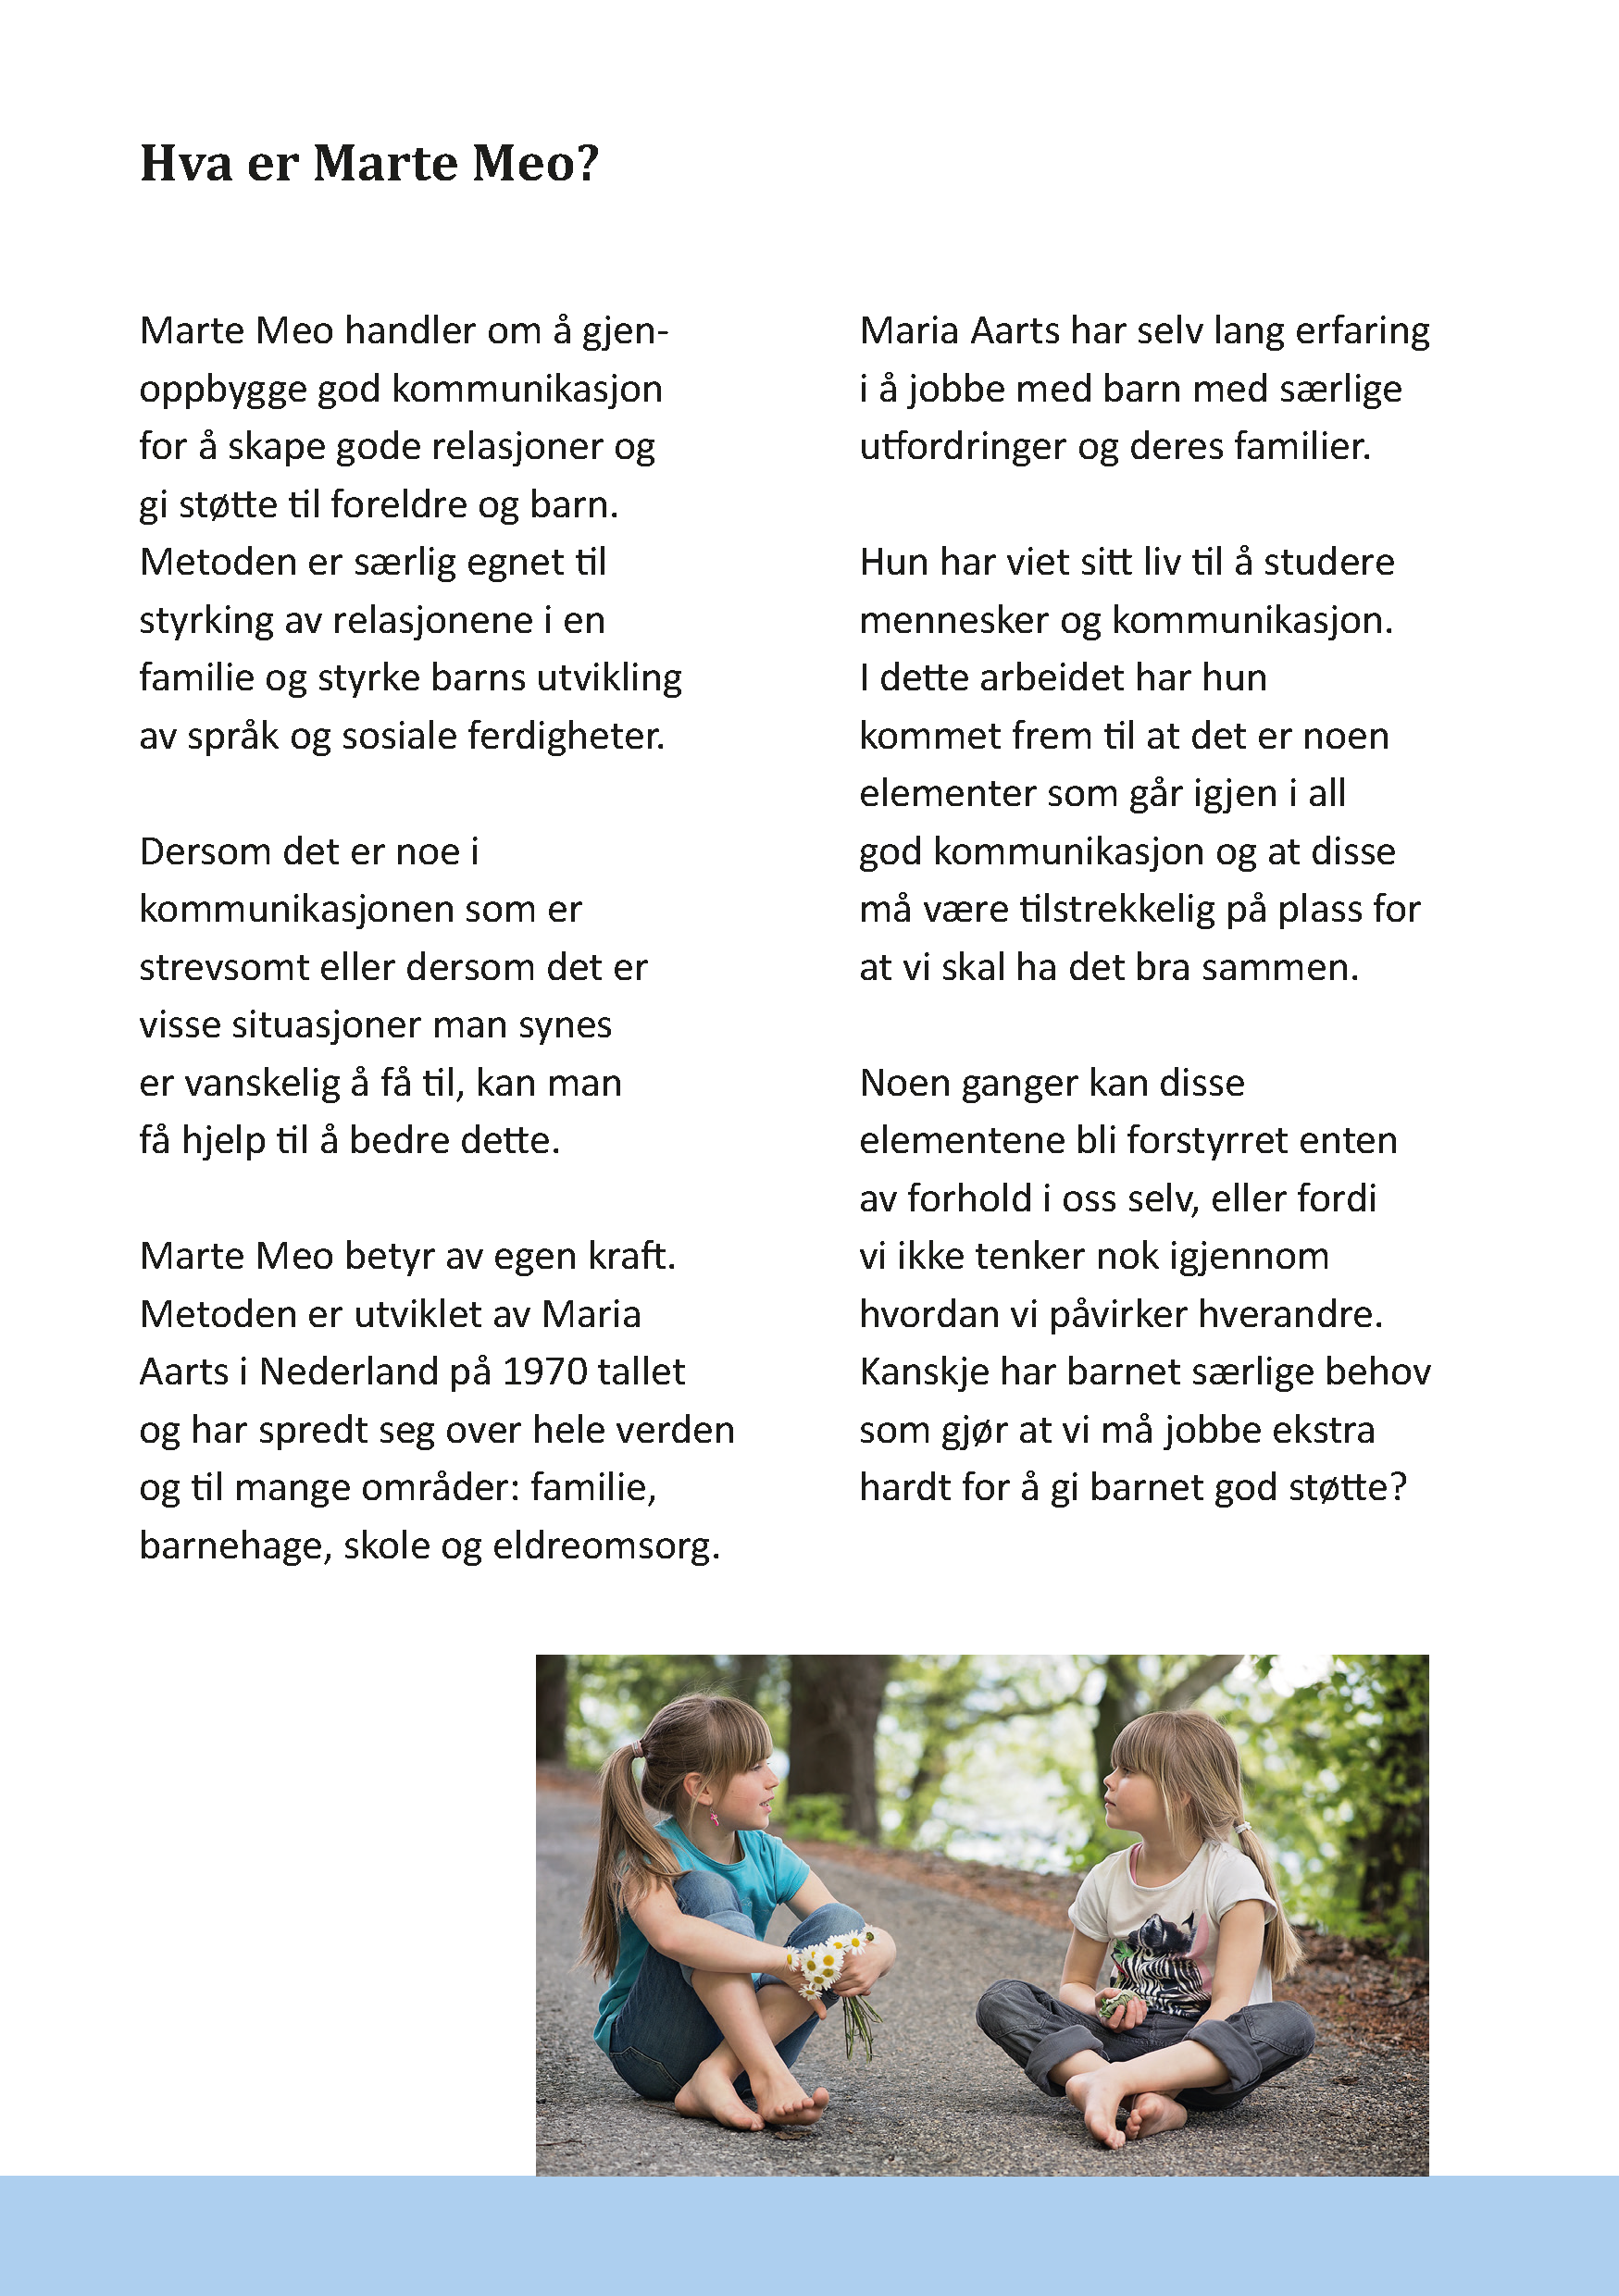 Hva er Marte Meo?
Marte Meo handler om å gjen-
oppbygge god kommunikasjon
for å skape gode relasjoner og
gi støtte til foreldre og barn.
Metoden er særlig egnet til
styrking av relasjonene i en
familie og styrke barns utvikling
av språk og sosiale ferdigheter.
Dersom det er noe i
kommunikasjonen som er
strevsomt eller dersom det er
visse situasjoner man synes
er vanskelig å få til, kan man
få hjelp til å bedre dette.
Marte Meo betyr av egen kraft.
Metoden er utviklet av Maria
Aarts i Nederland på 1970 tallet
og har spredt seg over hele verden
og til mange områder: familie,
barnehage, skole og eldreomsorg.
Maria Aarts har selv lang erfaring
i å jobbe med barn med særlige
utfordringer og deres familier.
Hun har viet sitt liv til å studere
mennesker og kommunikasjon.
I dette arbeidet har hun
kommet frem til at det er noen
elementer som går igjen i all
god kommunikasjon og at disse
må være tilstrekkelig på plass for
at vi skal ha det bra sammen.
Noen ganger kan disse
elementene bli forstyrret enten
av forhold i oss selv, eller fordi
vi ikke tenker nok igjennom
hvordan vi påvirker hverandre.
Kanskje har barnet særlige behov
som gjør at vi må jobbe ekstra
hardt for å gi barnet god støtte?